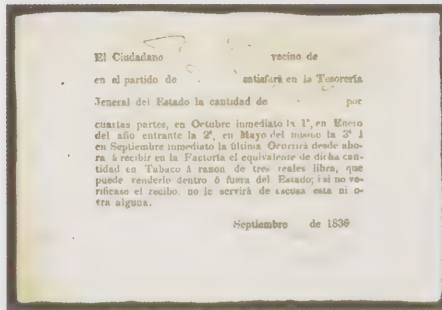 El Ciudadano vecino de
en el partido de satisfará en la Tesorería
Jeneral del Estado la cantidad de por
cuartas partes, en Octubre inmediato la 1ª, en Enero
del año entrante la 2ª, en Mayo del mismo la 3ª i
en Septiembre inmediato la última Ocurrirá desde aho-
ra á recibir en la Factoría el equivalente de dicha can-
tidad en Tabaco á razon de tres reales libra, que
puede venderlo dentro ó fuera del Estado; i si no ve-
rificase el recibo, no le servirá de escusa esta ni o-
tra alguna.
Septiembre de 1836